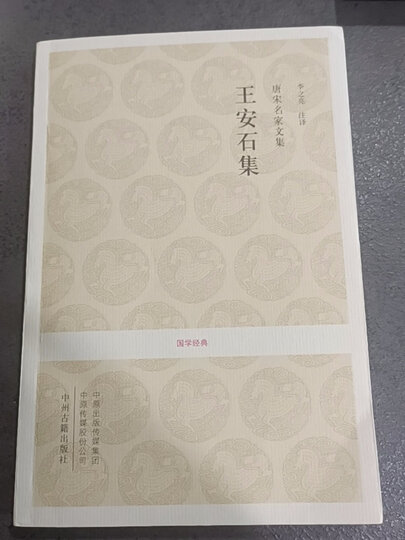 李之亮 注译
唐宋名家文集
王安石集
国学经典
中原出版传媒集团
中原传媒股份公司
中州古籍出版社